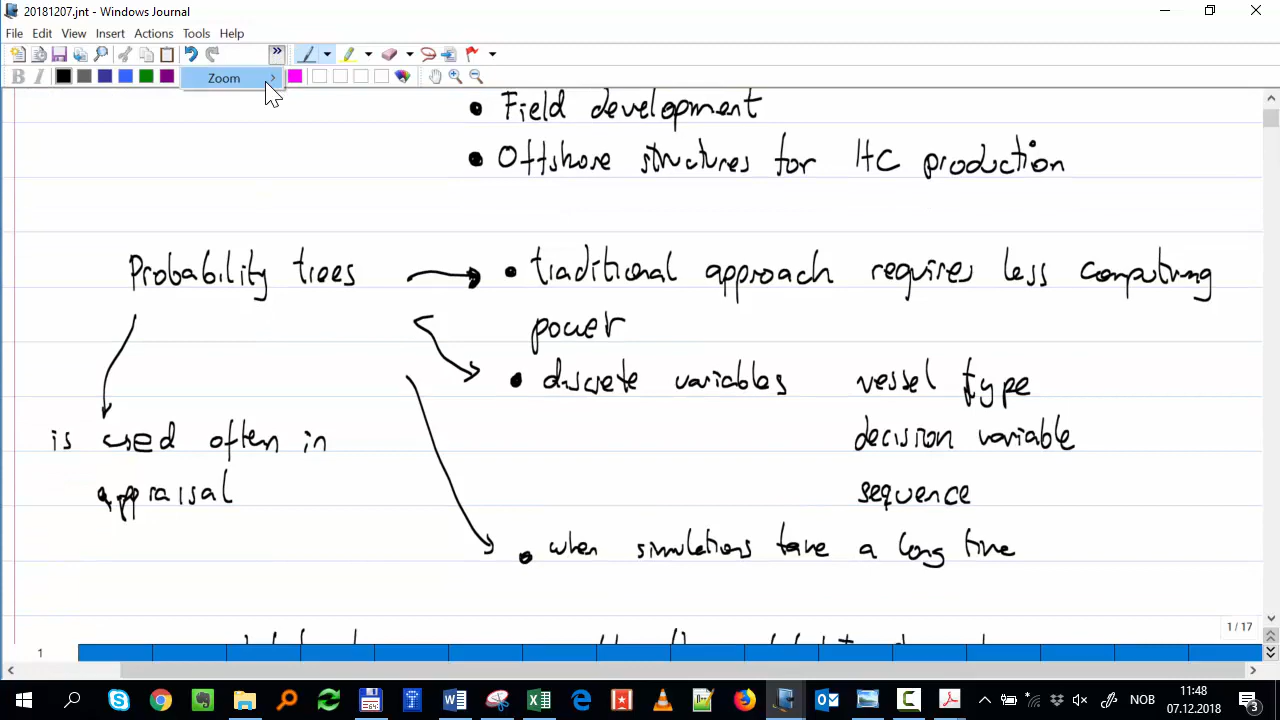 20181207.jnt - Windows Journal
File Edit View Insert Actions Tools Help
B I Zoom
• Field development
• Offshore structures for HC production
Probability trees • traditional approach requires less computing
power
• discrete variables vessel type
is used often in decision variable
appraisal sequence
• when simulations take a long time
1 / 17
1
NOB
11:48
07.12.2018
3